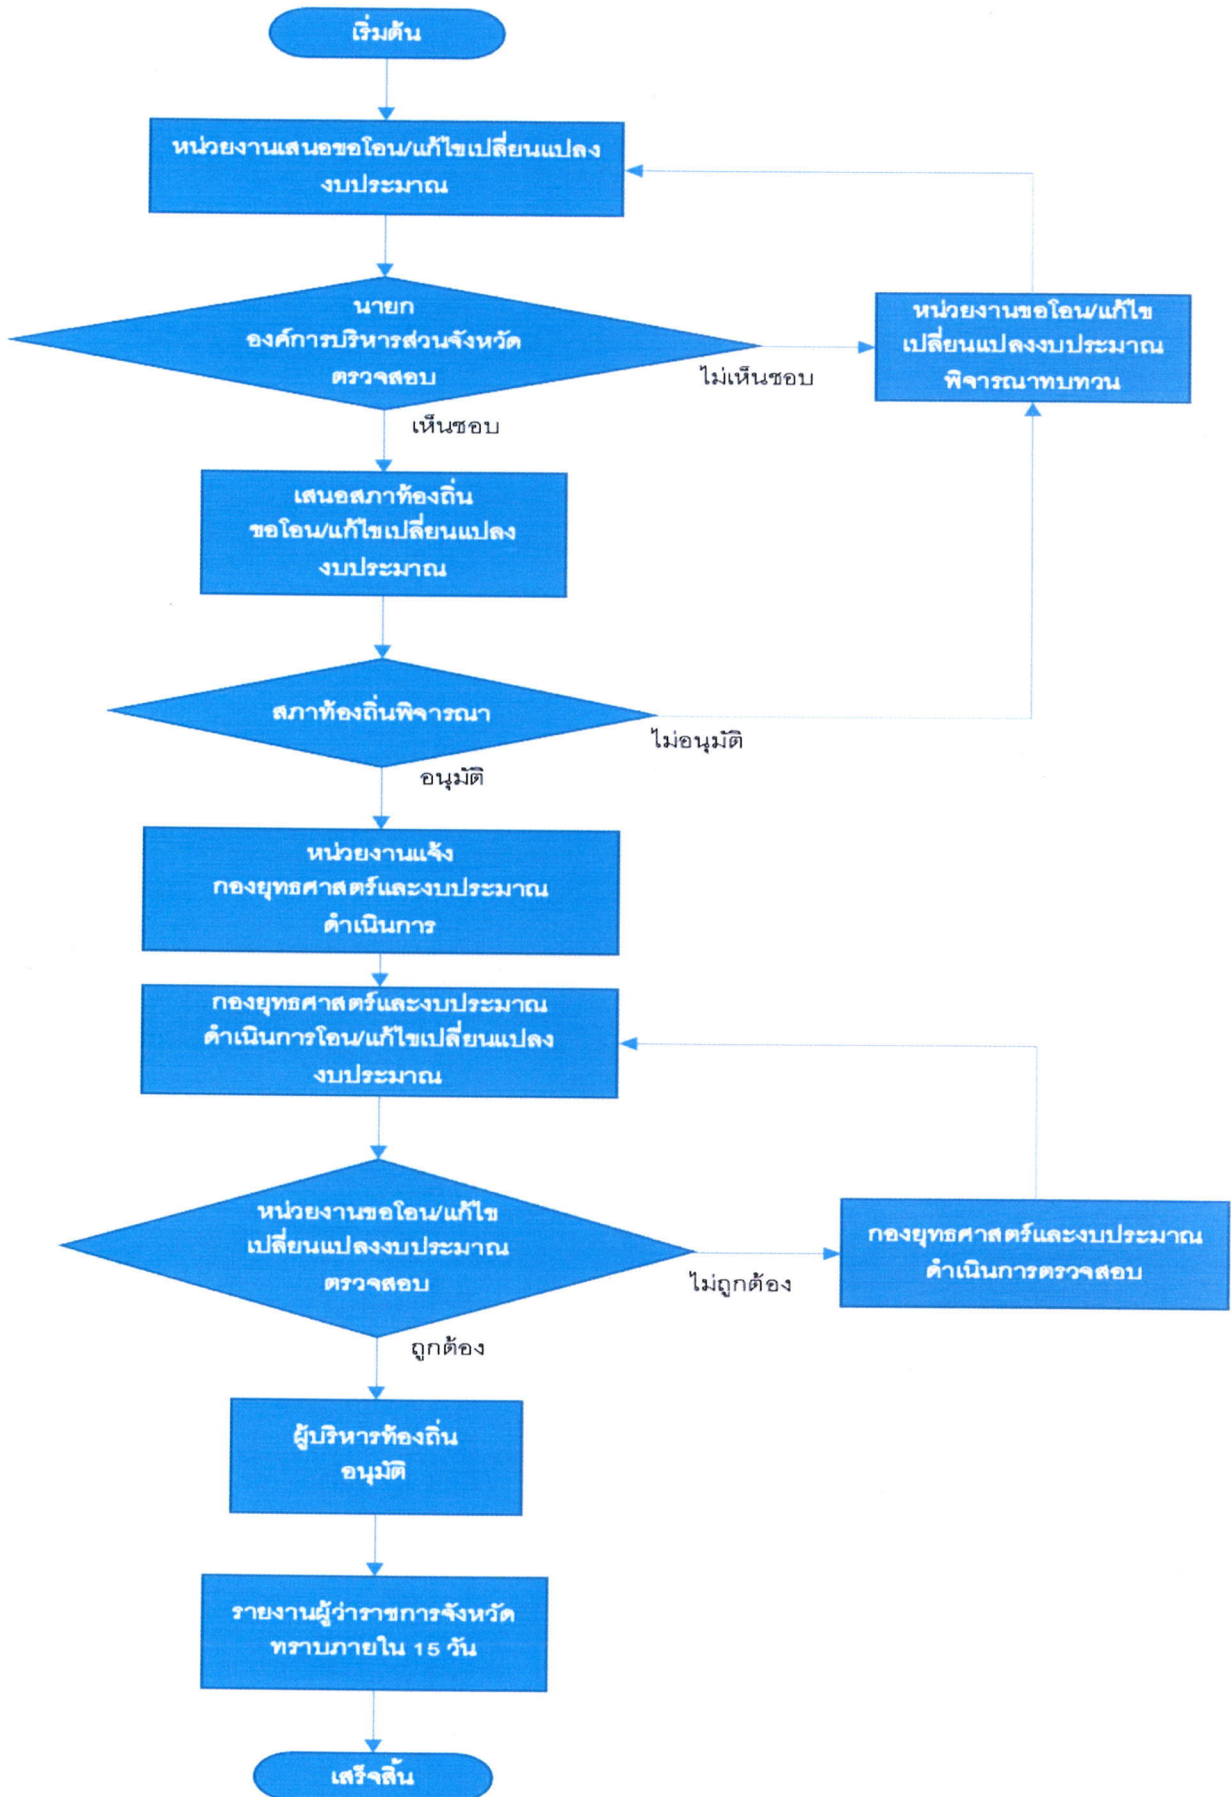 เริ่มต้น
หน่วยงานเสนอขอโอน/แก้ไขเปลี่ยนแปลง
งบประมาณ
นายก
องค์การบริหารส่วนจังหวัด
ตรวจสอบ
ไม่เห็นชอบ
หน่วยงานขอโอน/แก้ไข
เปลี่ยนแปลงงบประมาณ
พิจารณาทบทวน
เห็นชอบ
เสนอสภาท้องถิ่น
ขอโอน/แก้ไขเปลี่ยนแปลง
งบประมาณ
สภาท้องถิ่นพิจารณา
ไม่อนุมัติ
อนุมัติ
หน่วยงานแจ้ง
กองยุทธศาสตร์และงบประมาณ
ดำเนินการ
กองยุทธศาสตร์และงบประมาณ
ดำเนินการโอน/แก้ไขเปลี่ยนแปลง
งบประมาณ
หน่วยงานขอโอน/แก้ไข
เปลี่ยนแปลงงบประมาณ
ตรวจสอบ
ไม่ถูกต้อง
กองยุทธศาสตร์และงบประมาณ
ดำเนินการตรวจสอบ
ถูกต้อง
ผู้บริหารท้องถิ่น
อนุมัติ
รายงานผู้ว่าราชการจังหวัด
ทราบภายใน 15 วัน
เสร็จสิ้น